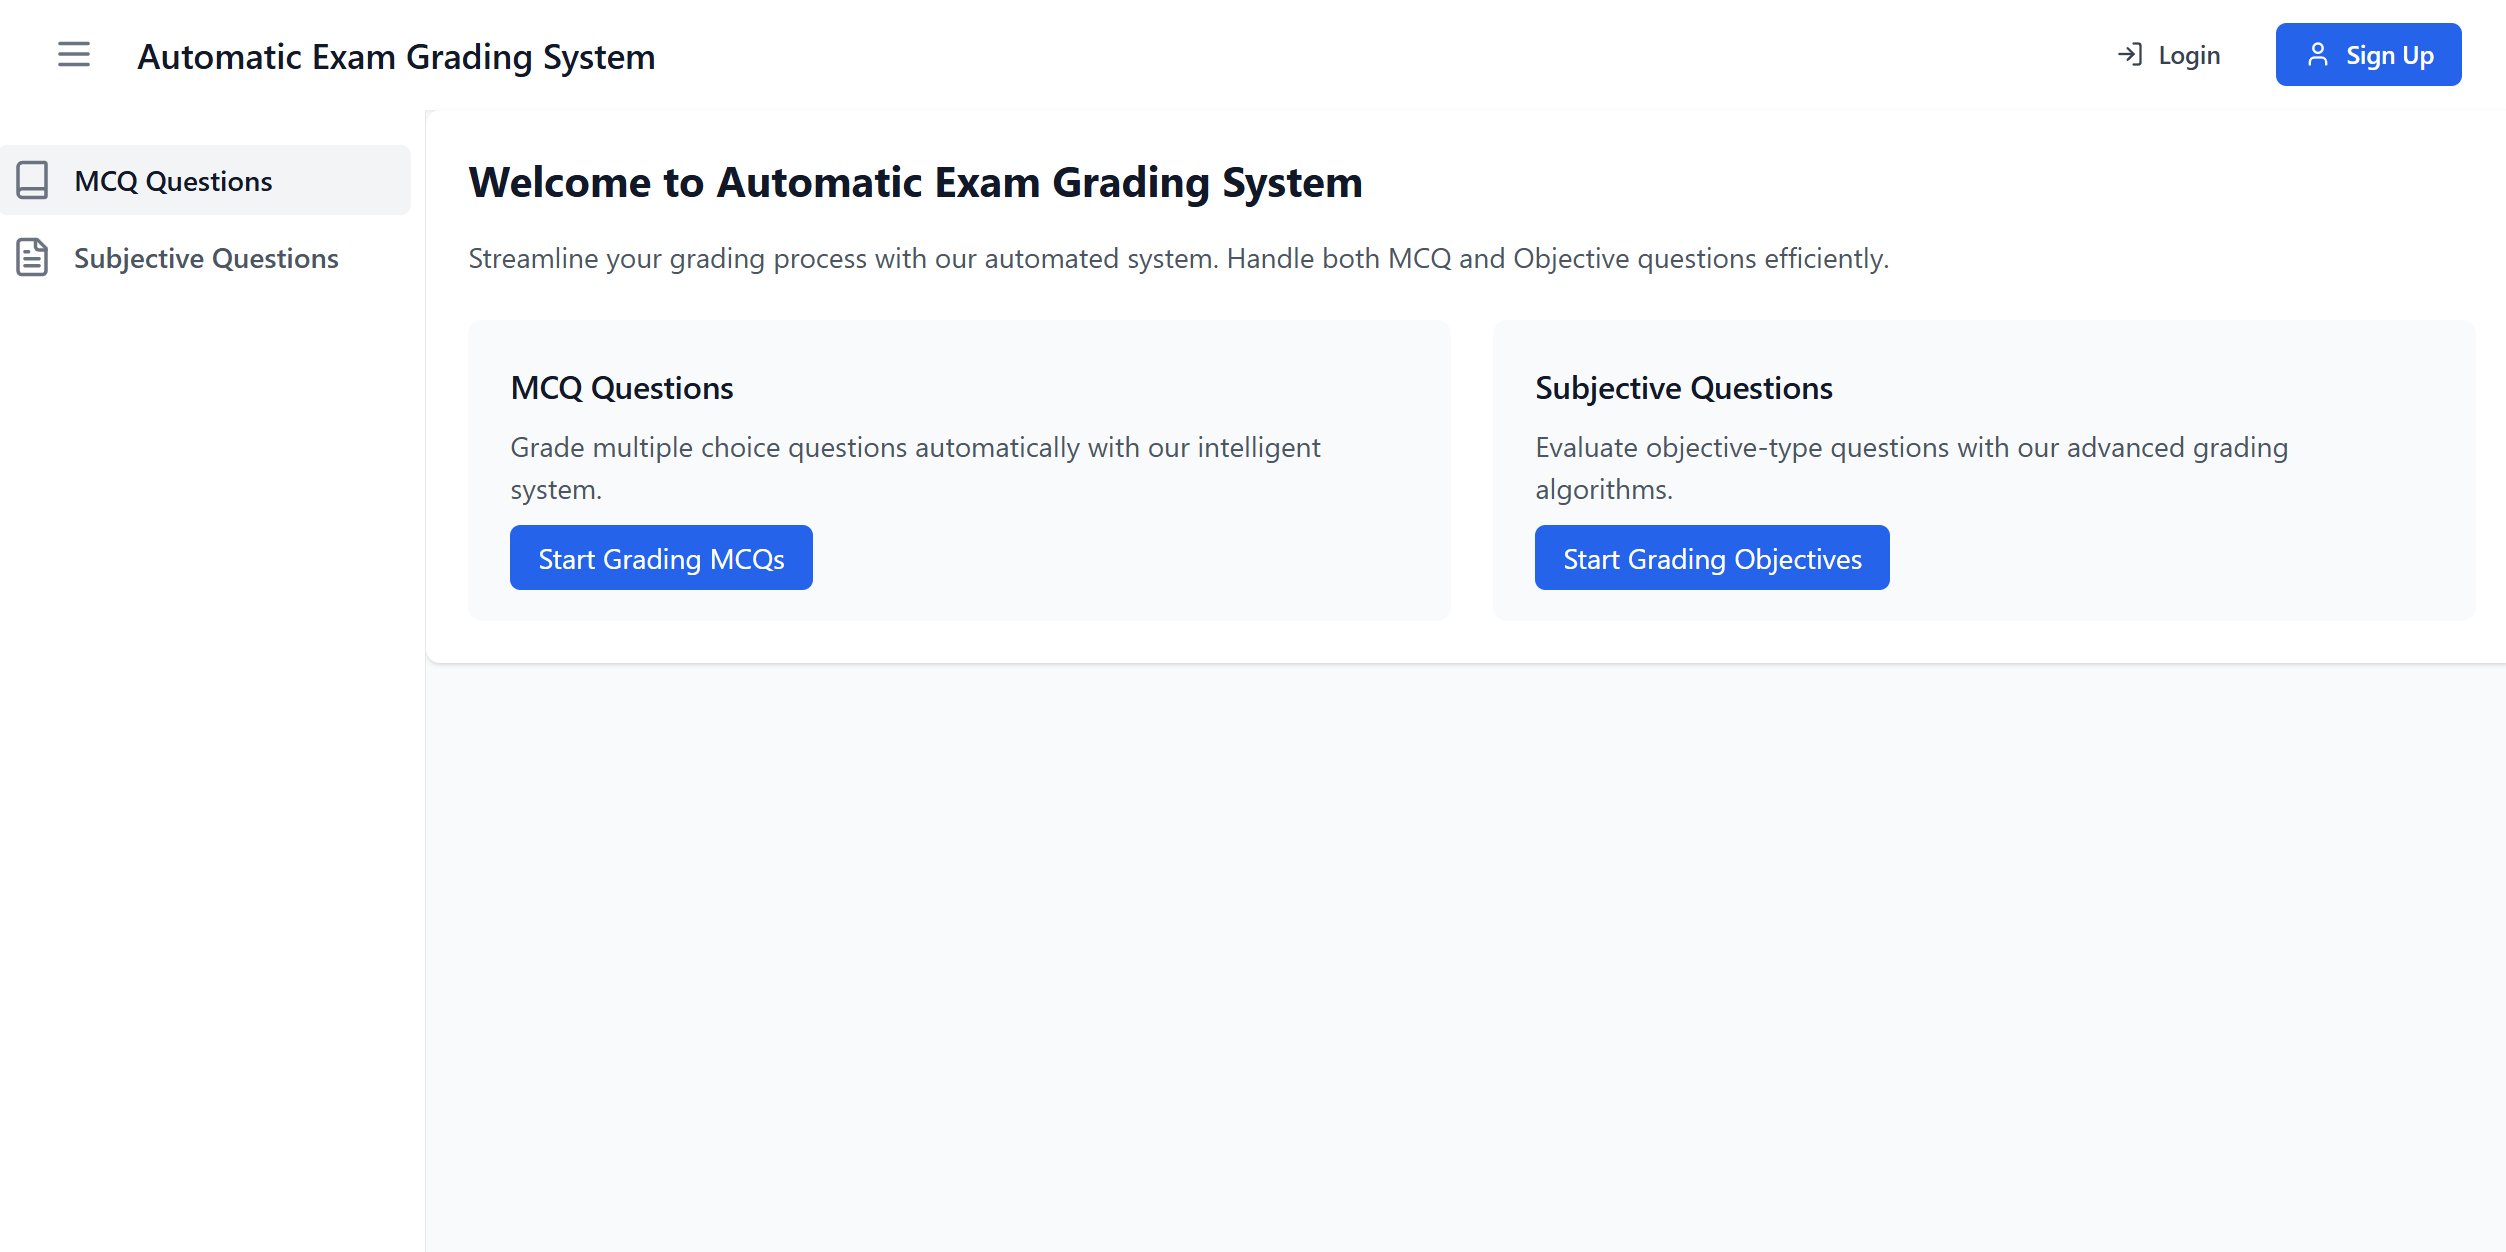 Automatic Exam Grading System
Login
Sign Up
MCQ Questions
Subjective Questions
Welcome to Automatic Exam Grading System
Streamline your grading process with our automated system. Handle both MCQ and Objective questions efficiently.
MCQ Questions
Grade multiple choice questions automatically with our intelligent
system.
Start Grading MCQs
Subjective Questions
Evaluate objective-type questions with our advanced grading
algorithms.
Start Grading Objectives